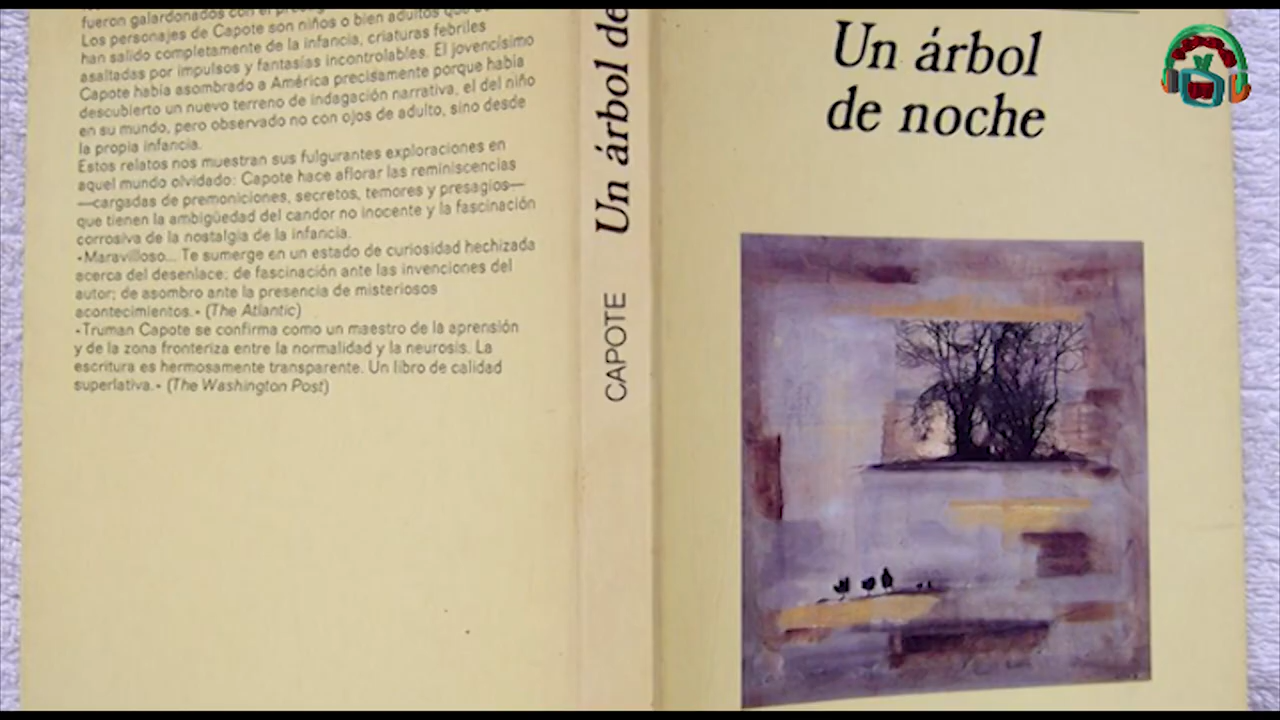 fueron galardonados con el
Los personajes de Capote son niños o bien adultos que
han salido completamente de la infancia, criaturas febriles
asaltadas por impulsos y fantasías incontrolables. El jovencísimo
Capote había asombrado a América precisamente porque había
descubierto un nuevo terreno de indagación narrativa, el del niño
en su mundo, pero observado no con ojos de adulto, sino desde
la propia infancia.
Estos relatos nos muestran sus fulgurantes exploraciones en
aquel mundo olvidado: Capote hace aflorar las reminiscencias
—cargadas de premoniciones, secretos, temores y presagios—
que tienen la ambigüedad del candor no inocente y la fascinación
corrosiva de la nostalgia de la infancia.
«Maravilloso... Te sumerge en un estado de curiosidad hechizada
acerca del desenlace; de fascinación ante las invenciones del
autor; de asombro ante la presencia de misteriosos
acontecimientos.» (The Atlantic)
«Truman Capote se confirma como un maestro de la aprensión
y de la zona fronteriza entre la normalidad y la neurosis. La
escritura es hermosamente transparente. Un libro de calidad
superlativa.» (The Washington Post)
CAPOTE
Un árbol de
Un árbol
de noche